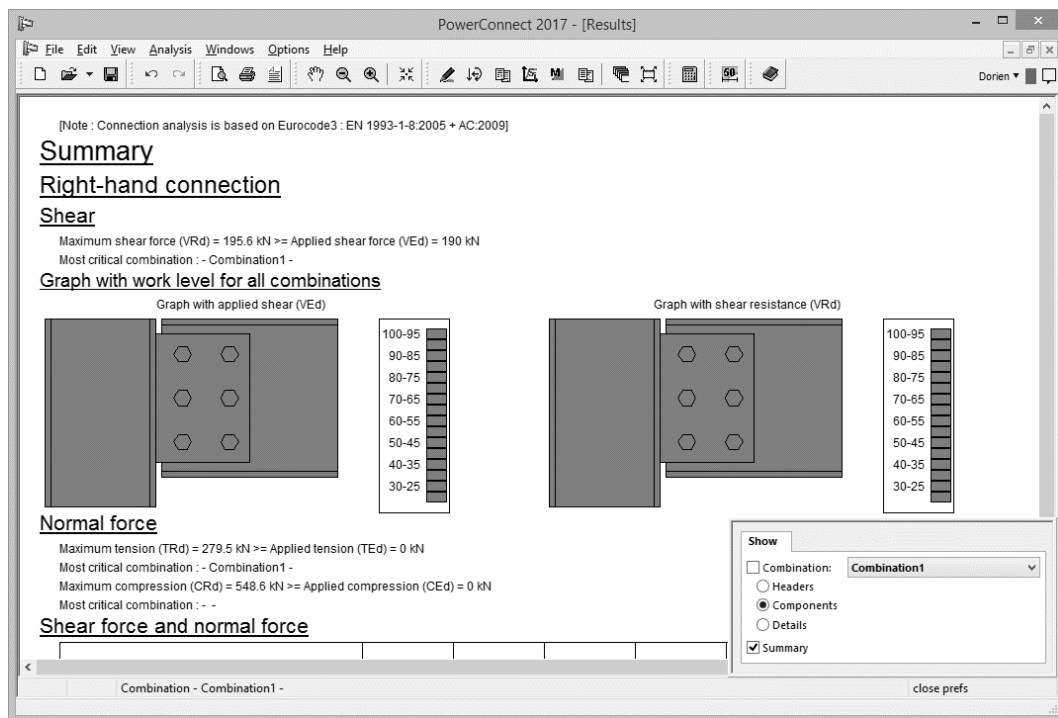 PowerConnect 2017 - [Results]
File Edit View Analysis Windows Options Help
50
Dorien
[Note : Connection analysis is based on Eurocode3 : EN 1993-1-8:2005 + AC:2009]
Summary
Right-hand connection
Shear
Maximum shear force (VRd) = 195.6 kN >= Applied shear force (VEd) = 190 kN
Most critical combination : - Combination1 -
Graph with work level for all combinations
Graph with applied shear (VEd)
100-95
90-85
80-75
70-65
60-55
50-45
40-35
30-25
Graph with shear resistance (VRd)
100-95
90-85
80-75
70-65
60-55
50-45
40-35
30-25
Normal force
Maximum tension (TRd) = 279.5 kN >= Applied tension (TEd) = 0 kN
Most critical combination : - Combination1 -
Maximum compression (CRd) = 548.6 kN >= Applied compression (CEd) = 0 kN
Most critical combination : - -
Shear force and normal force
Show
Combination: Combination1
Headers
Components
Details
Summary
Combination - Combination1 -
close prefs